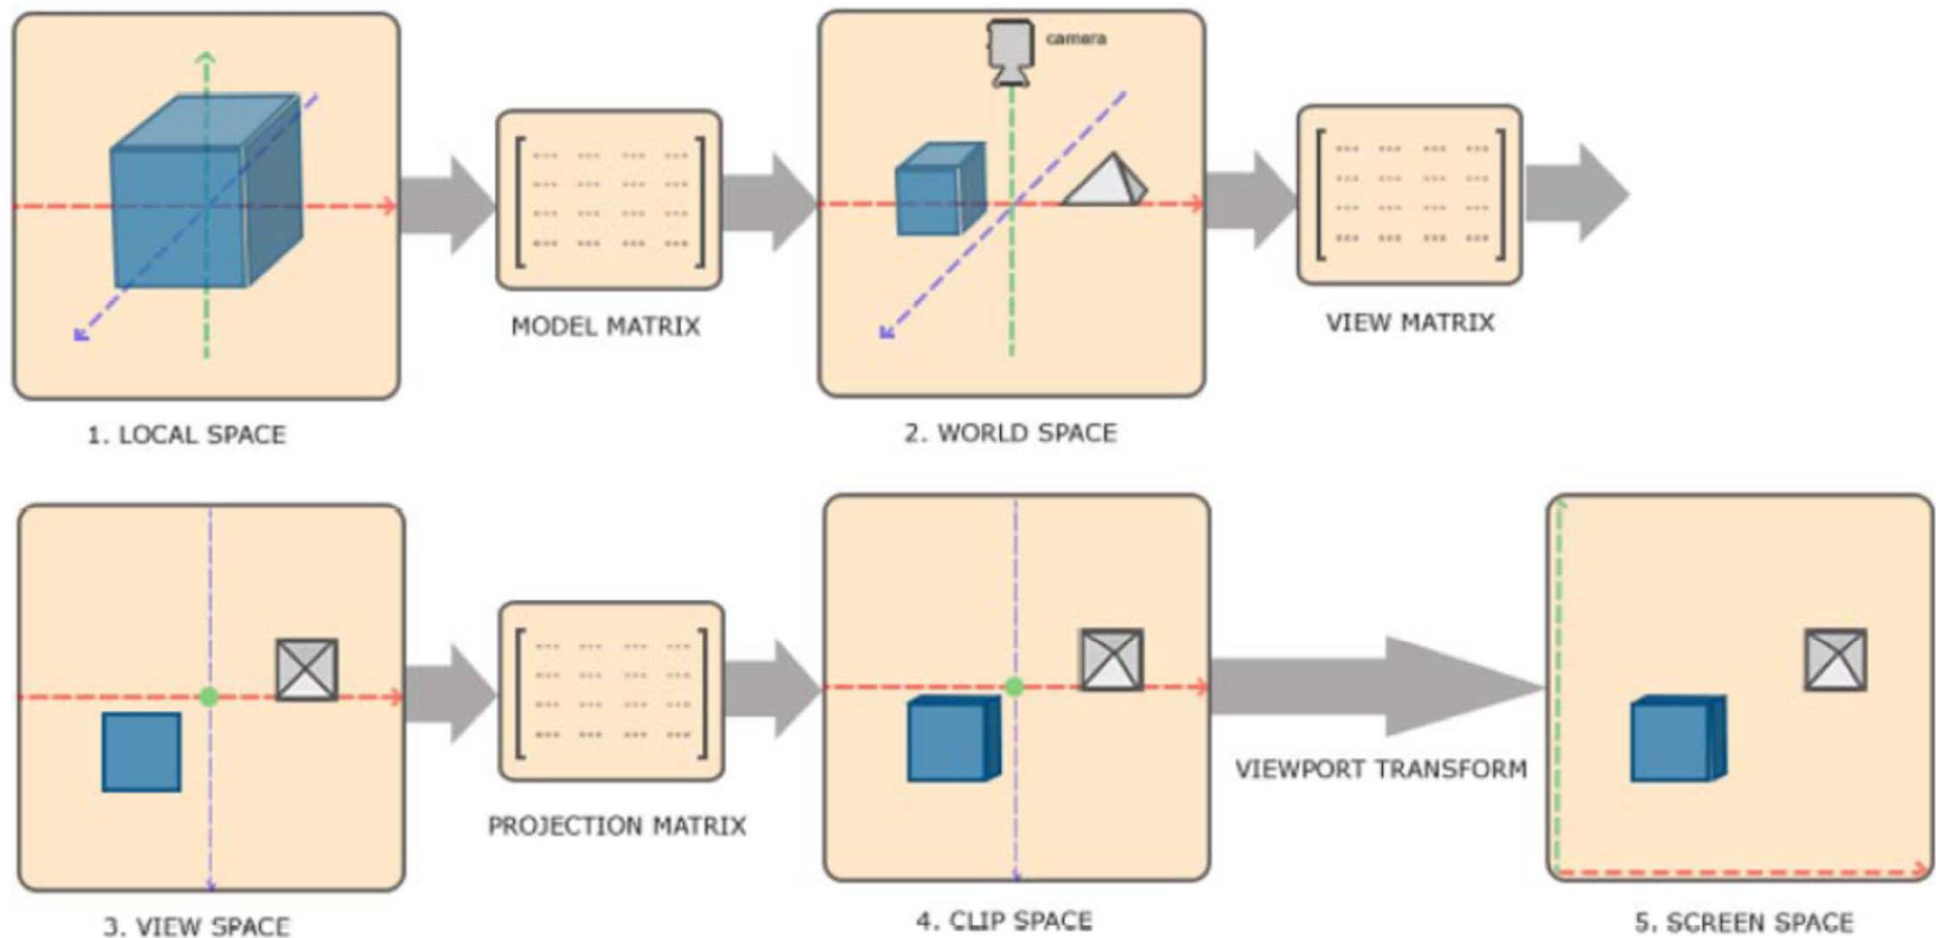 camera
MODEL MATRIX
VIEW MATRIX
1. LOCAL SPACE
2. WORLD SPACE
PROJECTION MATRIX
VIEWPORT TRANSFORM
3. VIEW SPACE
4. CLIP SPACE
5. SCREEN SPACE